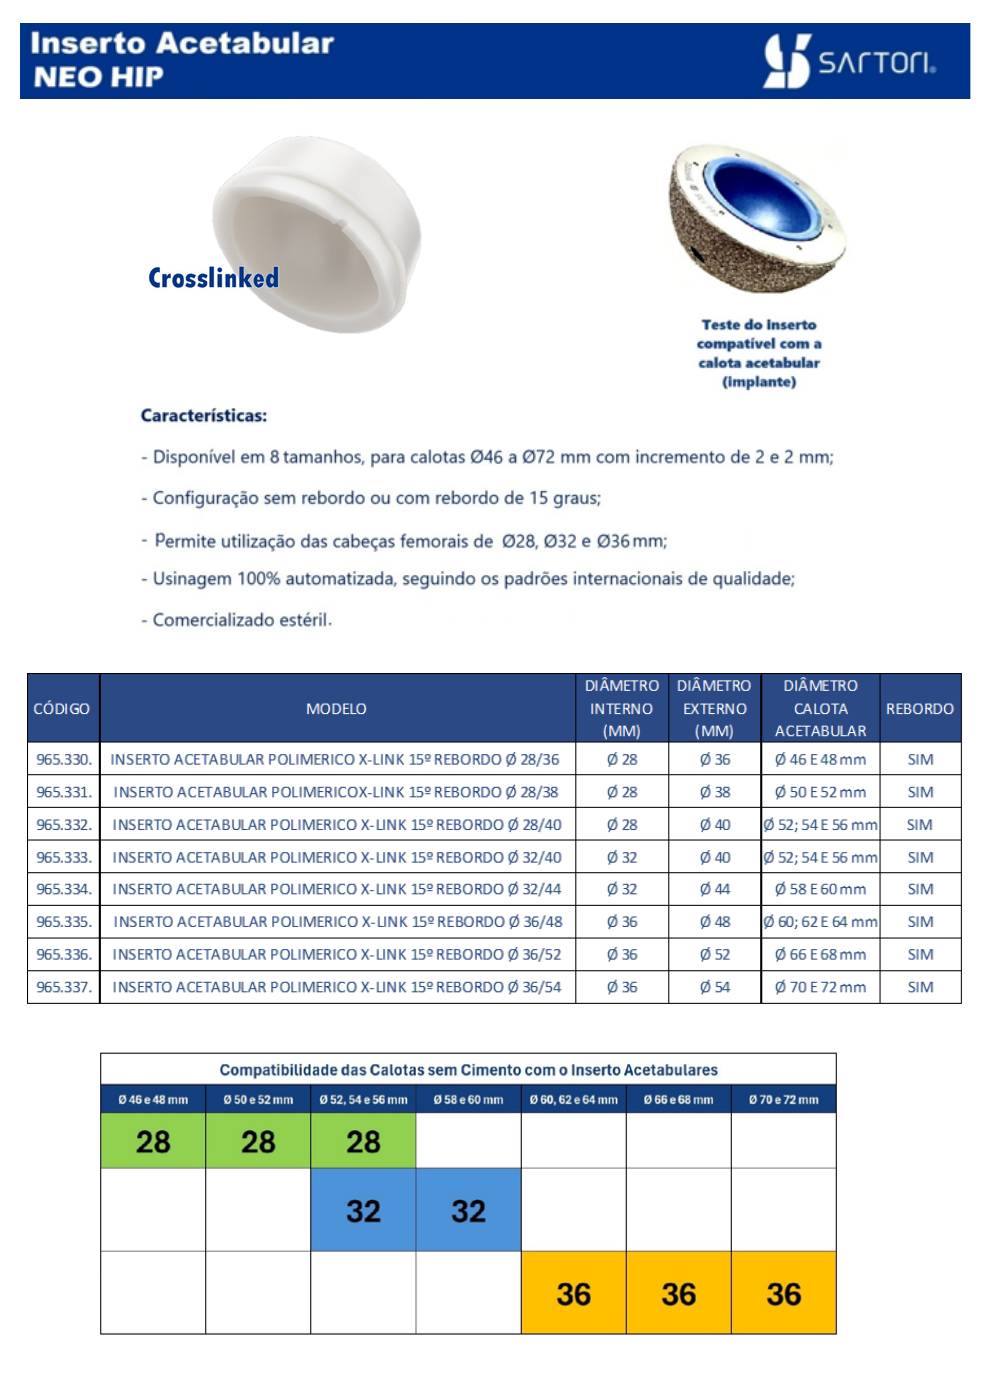 Inserto Acetabular
NEO HIP
SARTORI®
Crosslinked
Teste do Inserto
compatível com a
calota acetabular
(implante)
Características:
- Disponível em 8 tamanhos, para calotas Ø46 a Ø72 mm com incremento de 2 e 2 mm;
- Configuração sem rebordo ou com rebordo de 15 graus;
- Permite utilização das cabeças femorais de Ø28, Ø32 e Ø36 mm;
- Usinagem 100% automatizada, seguindo os padrões internacionais de qualidade;
- Comercializado estéril.
CÓDIGO MODELO DIÂMETRO INTERNO (MM) DIÂMETRO EXTERNO (MM) DIÂMETRO CALOTA ACETABULAR REBORDO
965.330. INSERTO ACETABULAR POLIMERICO X-LINK 15º REBORDO Ø 28/36 Ø 28 Ø 36 Ø 46 E 48 mm SIM
965.331. INSERTO ACETABULAR POLIMERICOX-LINK 15º REBORDO Ø 28/38 Ø 28 Ø 38 Ø 50 E 52 mm SIM
965.332. INSERTO ACETABULAR POLIMERICO X-LINK 15º REBORDO Ø 28/40 Ø 28 Ø 40 Ø 52; 54 E 56 mm SIM
965.333. INSERTO ACETABULAR POLIMERICO X-LINK 15º REBORDO Ø 32/40 Ø 32 Ø 40 Ø 52; 54 E 56 mm SIM
965.334. INSERTO ACETABULAR POLIMERICO X-LINK 15º REBORDO Ø 32/44 Ø 32 Ø 44 Ø 58 E 60 mm SIM
965.335. INSERTO ACETABULAR POLIMERICO X-LINK 15º REBORDO Ø 36/48 Ø 36 Ø 48 Ø 60; 62 E 64 mm SIM
965.336. INSERTO ACETABULAR POLIMERICO X-LINK 15º REBORDO Ø 36/52 Ø 36 Ø 52 Ø 66 E 68 mm SIM
965.337. INSERTO ACETABULAR POLIMERICO X-LINK 15º REBORDO Ø 36/54 Ø 36 Ø 54 Ø 70 E 72 mm SIM
Compatibilidade das Calotas sem Cimento com o Inserto Acetabulares
Ø 46 e 48 mm Ø 50 e 52 mm Ø 52, 54 e 56 mm Ø 58 e 60 mm Ø 60, 62 e 64 mm Ø 66 e 68 mm Ø 70 e 72 mm
28 28 28
32 32
36 36 36